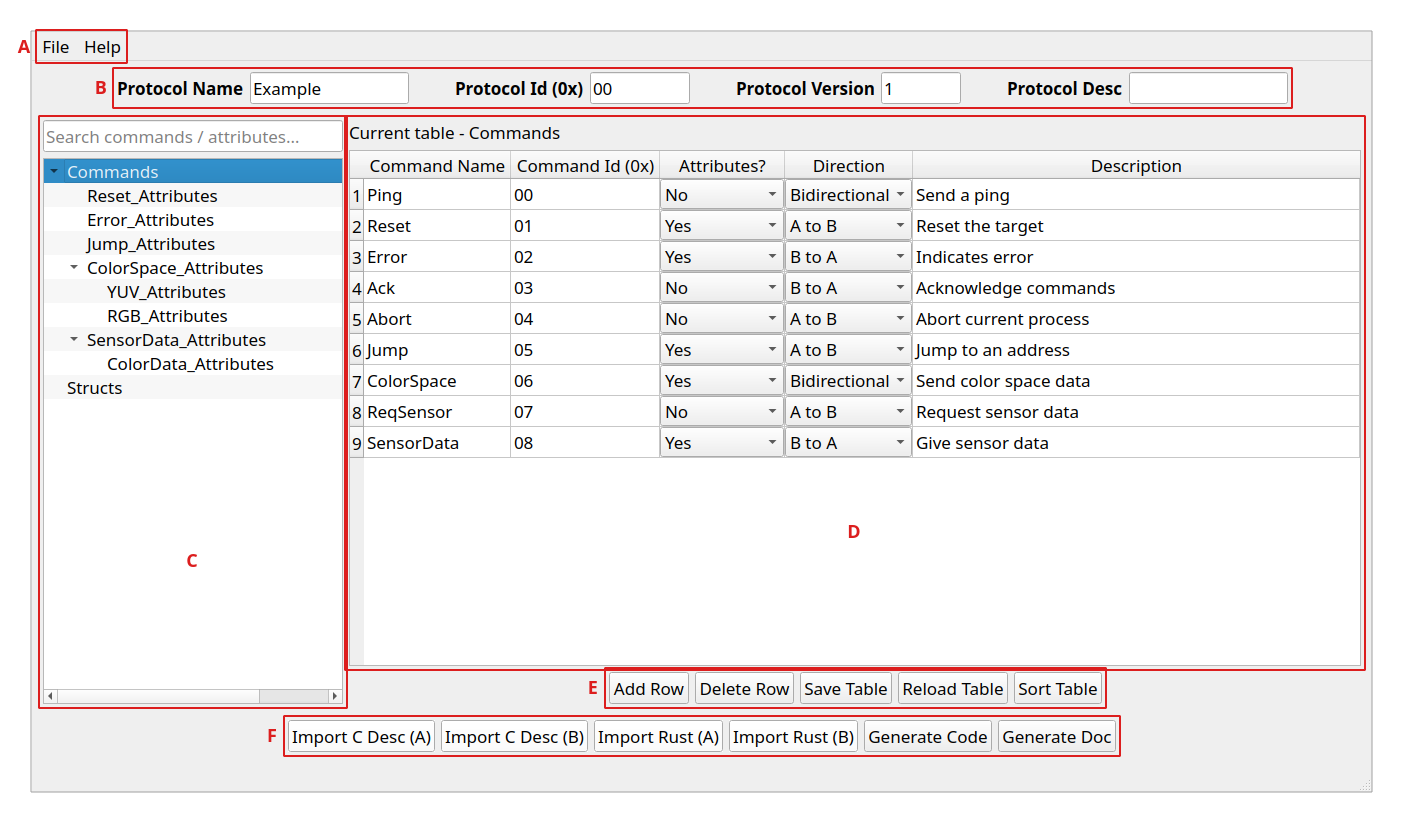 A File Help
B Protocol Name Example Protocol Id (0x) 00 Protocol Version 1 Protocol Desc
Search commands / attributes...
Commands
Reset_Attributes
Error_Attributes
Jump_Attributes
ColorSpace_Attributes
YUV_Attributes
RGB_Attributes
SensorData_Attributes
ColorData_Attributes
Structs
C
Current table - Commands
Command Name Command Id (0x) Attributes? Direction Description
1 Ping 00 No Bidirectional Send a ping
2 Reset 01 Yes A to B Reset the target
3 Error 02 Yes B to A Indicates error
4 Ack 03 No B to A Acknowledge commands
5 Abort 04 No A to B Abort current process
6 Jump 05 Yes A to B Jump to an address
7 ColorSpace 06 Yes Bidirectional Send color space data
8 ReqSensor 07 No A to B Request sensor data
9 SensorData 08 Yes B to A Give sensor data
D
E Add Row Delete Row Save Table Reload Table Sort Table
F Import C Desc (A) Import C Desc (B) Import Rust (A) Import Rust (B) Generate Code Generate Doc